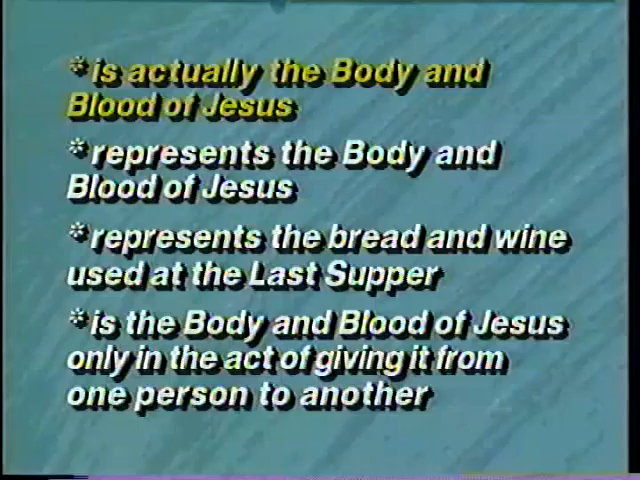 *is actually the Body and
Blood of Jesus
*represents the Body and
Blood of Jesus
*represents the bread and wine
used at the Last Supper
*is the Body and Blood of Jesus
only in the act of giving it from
one person to another